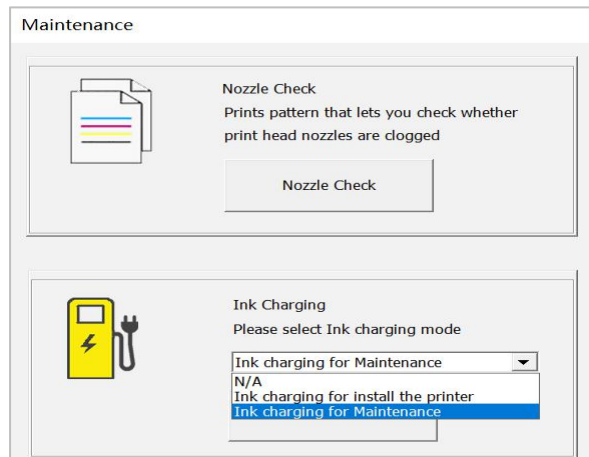 Maintenance
Nozzle Check
Prints pattern that lets you check whether
print head nozzles are clogged
Nozzle Check
Ink Charging
Please select Ink charging mode
Ink charging for Maintenance
N/A
Ink charging for install the printer
Ink charging for Maintenance